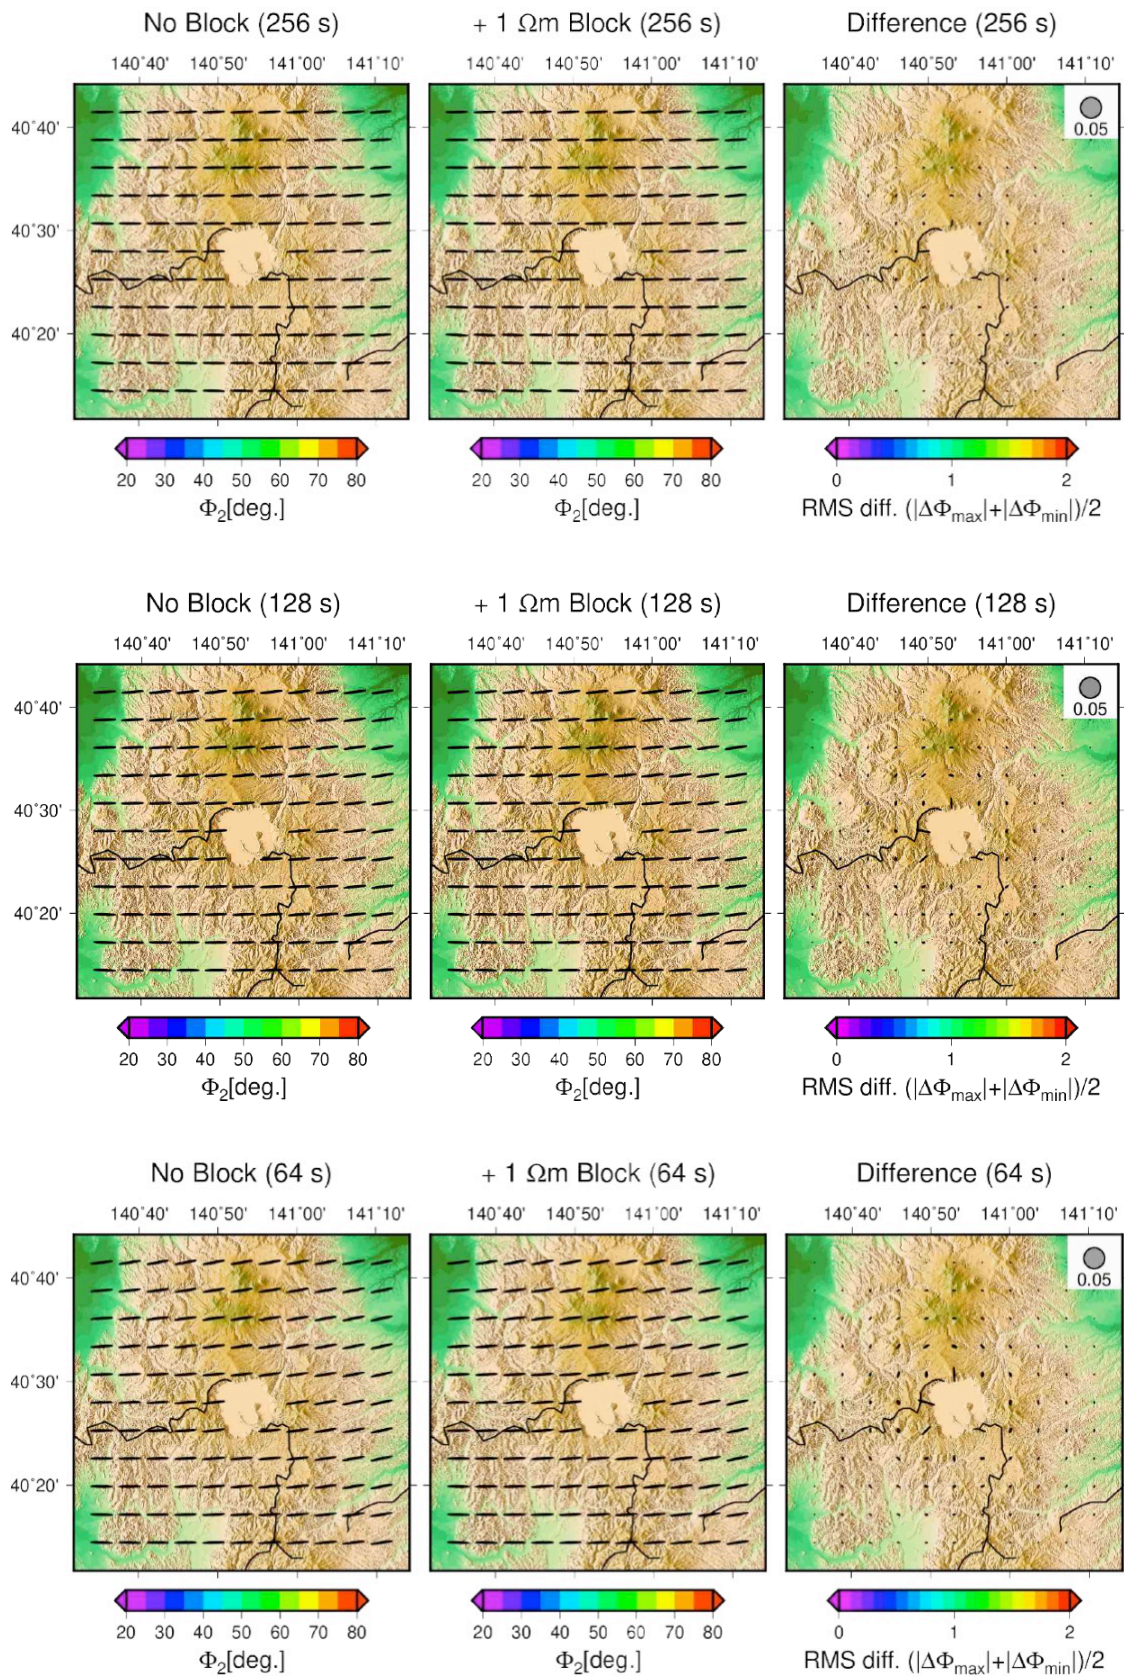 No Block (256 s) + 1 Ωm Block (256 s) Difference (256 s)
140˚40' 140˚50' 141˚00' 141˚10' 140˚40' 140˚50' 141˚00' 141˚10' 140˚40' 140˚50' 141˚00' 141˚10'
40˚40'
0.05
40˚30'
40˚20'
20 30 40 50 60 70 80 20 30 40 50 60 70 80 0 1 2
Φ₂[deg.] Φ₂[deg.] RMS diff. (|ΔΦmax|+|ΔΦmin|)/2
No Block (128 s) + 1 Ωm Block (128 s) Difference (128 s)
140˚40' 140˚50' 141˚00' 141˚10' 140˚40' 140˚50' 141˚00' 141˚10' 140˚40' 140˚50' 141˚00' 141˚10'
40˚40'
0.05
40˚30'
40˚20'
20 30 40 50 60 70 80 20 30 40 50 60 70 80 0 1 2
Φ₂[deg.] Φ₂[deg.] RMS diff. (|ΔΦmax|+|ΔΦmin|)/2
No Block (64 s) + 1 Ωm Block (64 s) Difference (64 s)
140˚40' 140˚50' 141˚00' 141˚10' 140˚40' 140˚50' 141˚00' 141˚10' 140˚40' 140˚50' 141˚00' 141˚10'
40˚40'
0.05
40˚30'
40˚20'
20 30 40 50 60 70 80 20 30 40 50 60 70 80 0 1 2
Φ₂[deg.] Φ₂[deg.] RMS diff. (|ΔΦmax|+|ΔΦmin|)/2